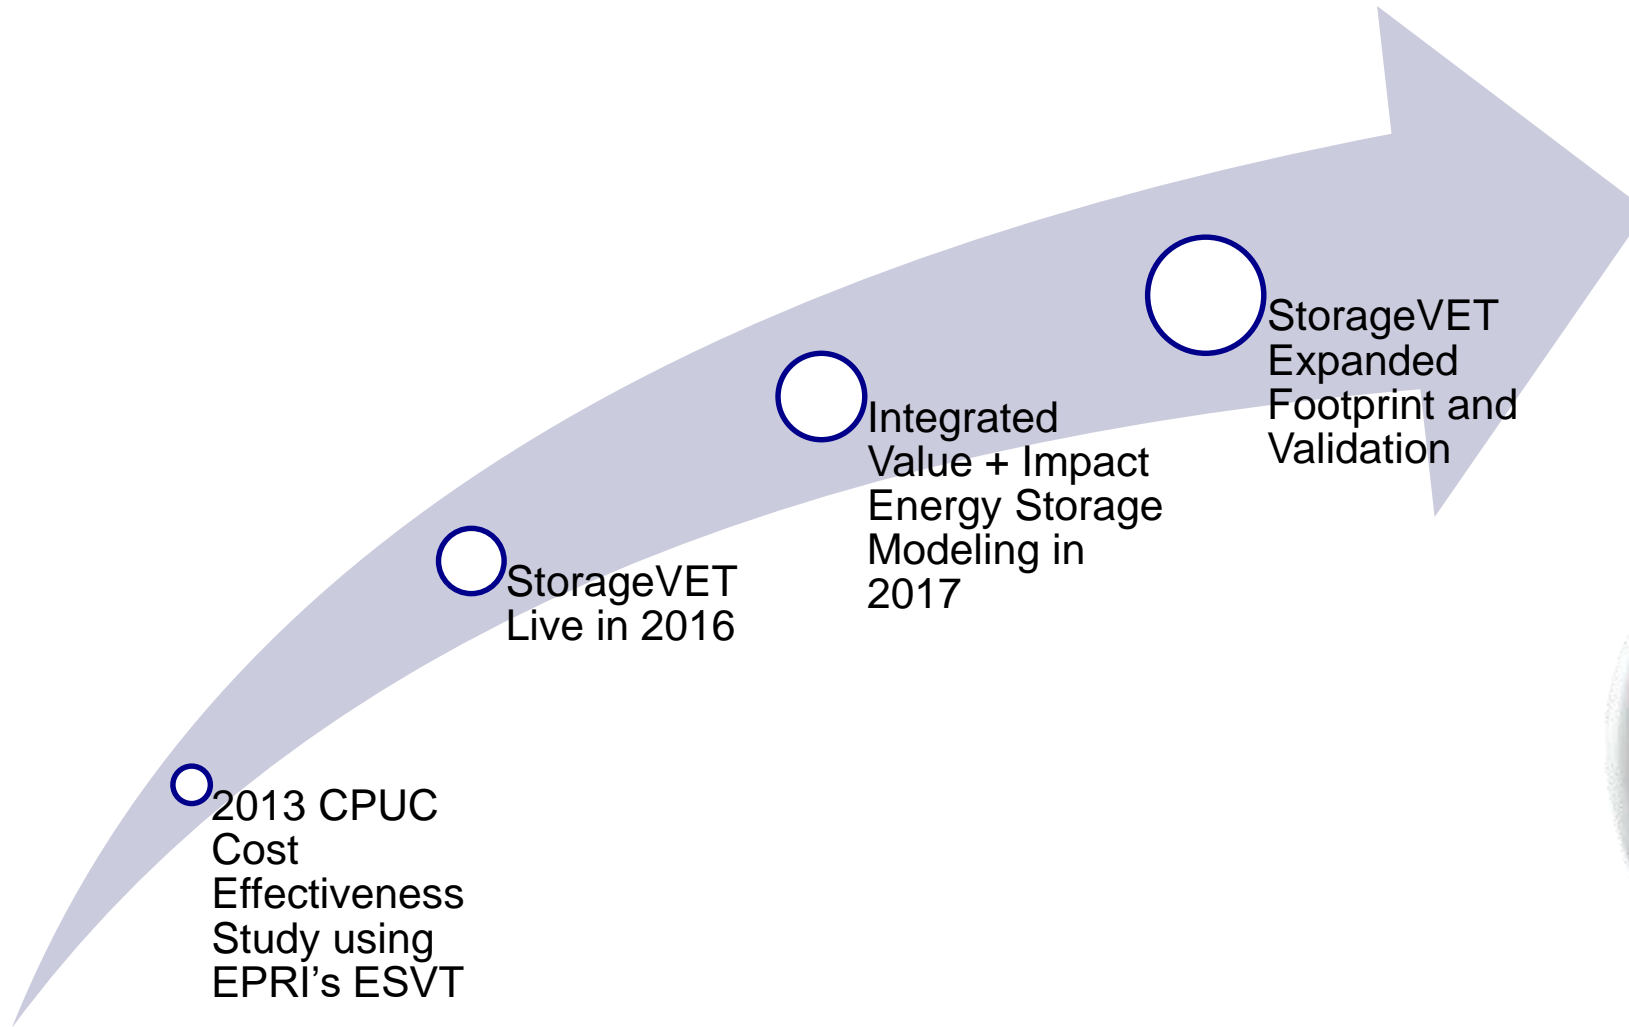 2013 CPUC
Cost
Effectiveness
Study using
EPRI’s ESVT
StorageVET
Live in 2016
Integrated
Value + Impact
Energy Storage
Modeling in
2017
StorageVET
Expanded
Footprint and
Validation